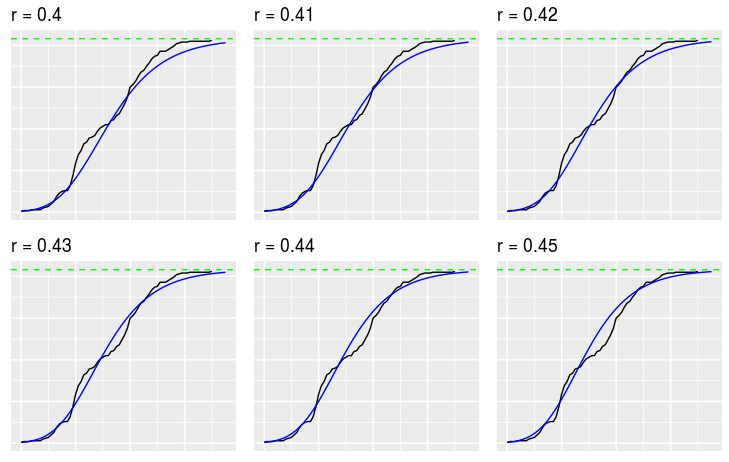 r = 0.4
r = 0.41
r = 0.42
r = 0.43
r = 0.44
r = 0.45